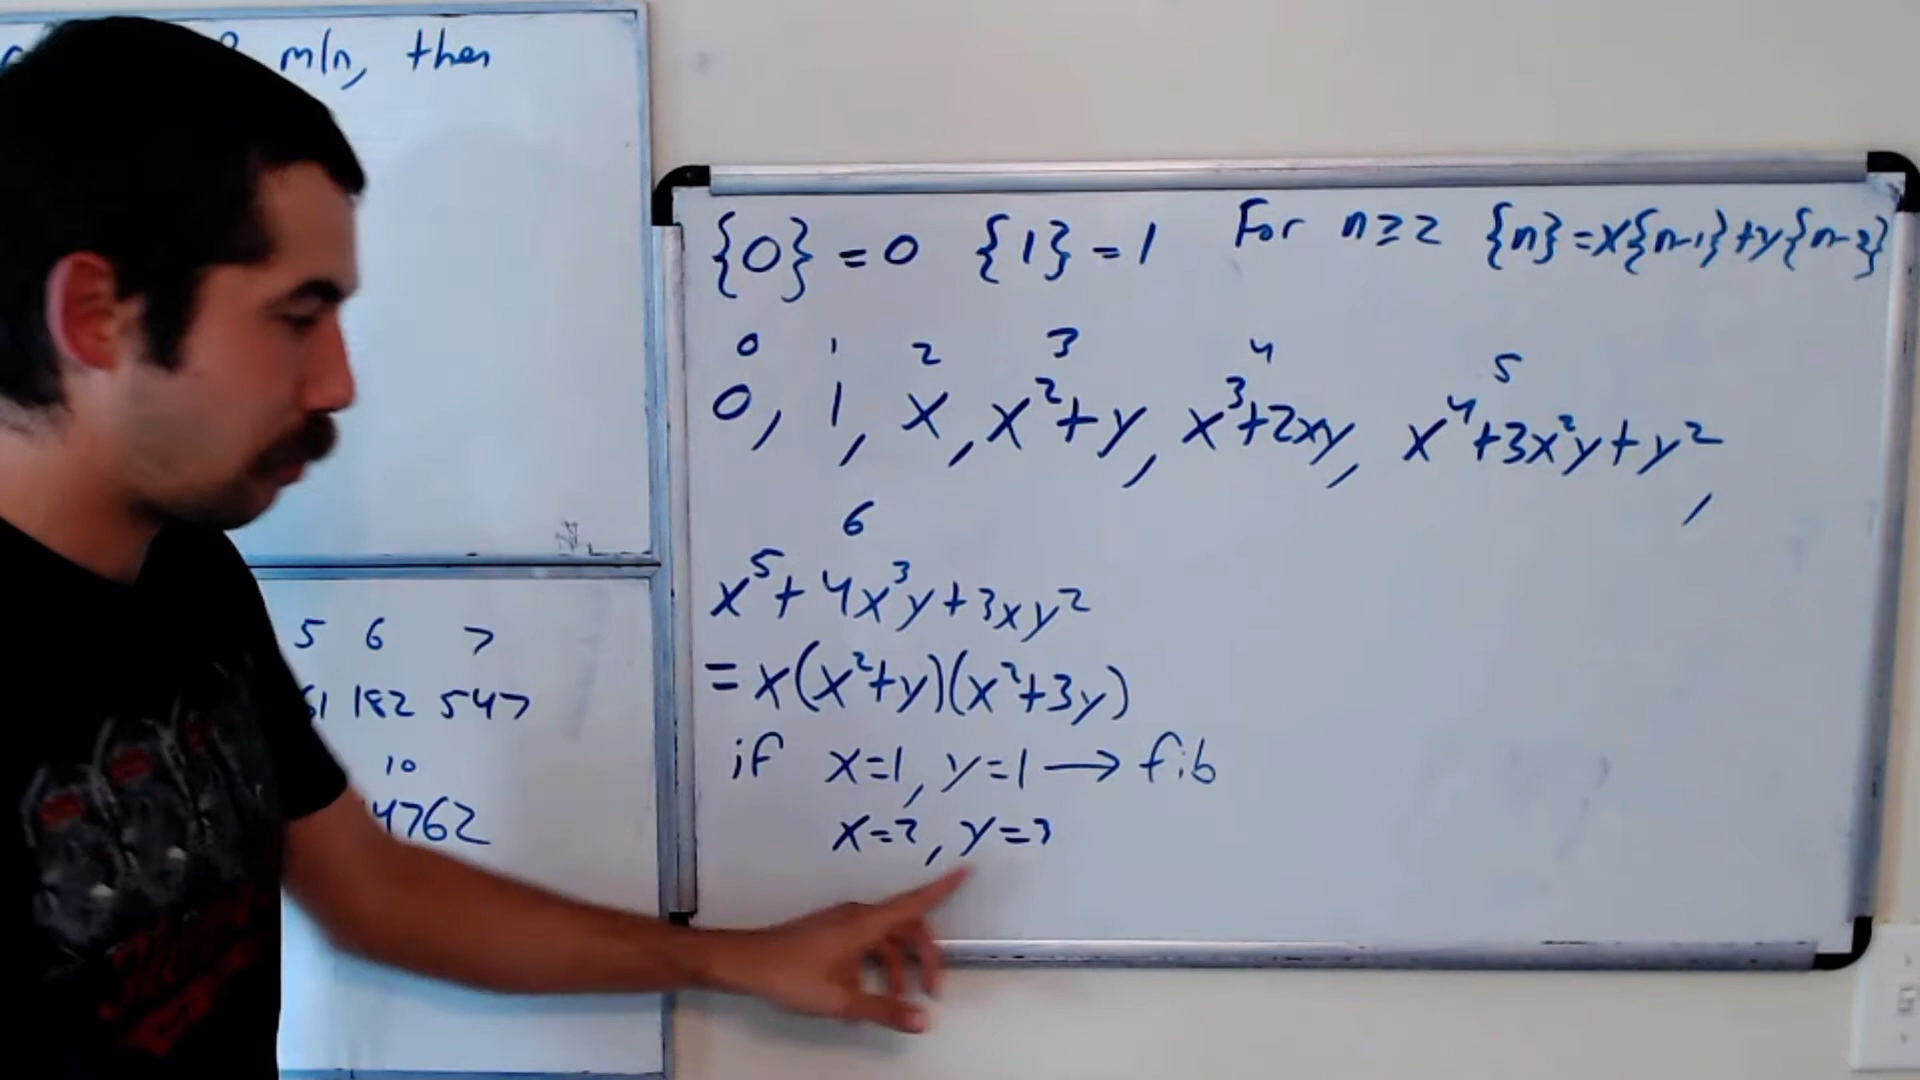 m|n, then
5 6 7
61 182 547
10
4762
{0} = 0 {1} = 1 For n ≥ 2 {n} = x{n-1} + y{n-2}
0 1 2 3 4 5
0, 1, x, x²+y, x³+2xy, x⁴+3x²y+y²,
6
x⁵+4x³y+3xy²
= x(x²+y)(x²+3y)
if x=1, y=1 → fib
x=?, y=?